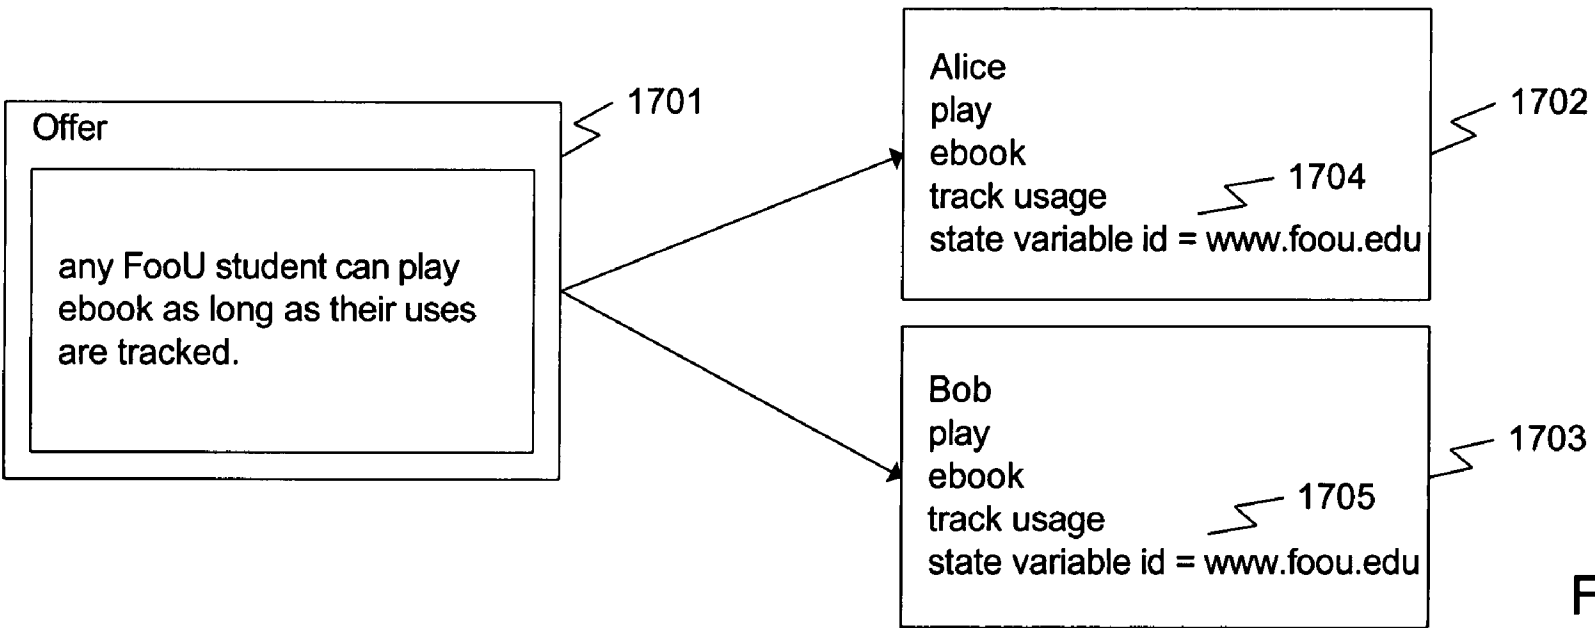 Offer
1701
any FooU student can play
ebook as long as their uses
are tracked.
Alice
play
ebook
track usage
state variable id = www.foou.edu
1702
1704
Bob
play
ebook
track usage
state variable id = www.foou.edu
1703
1705
F